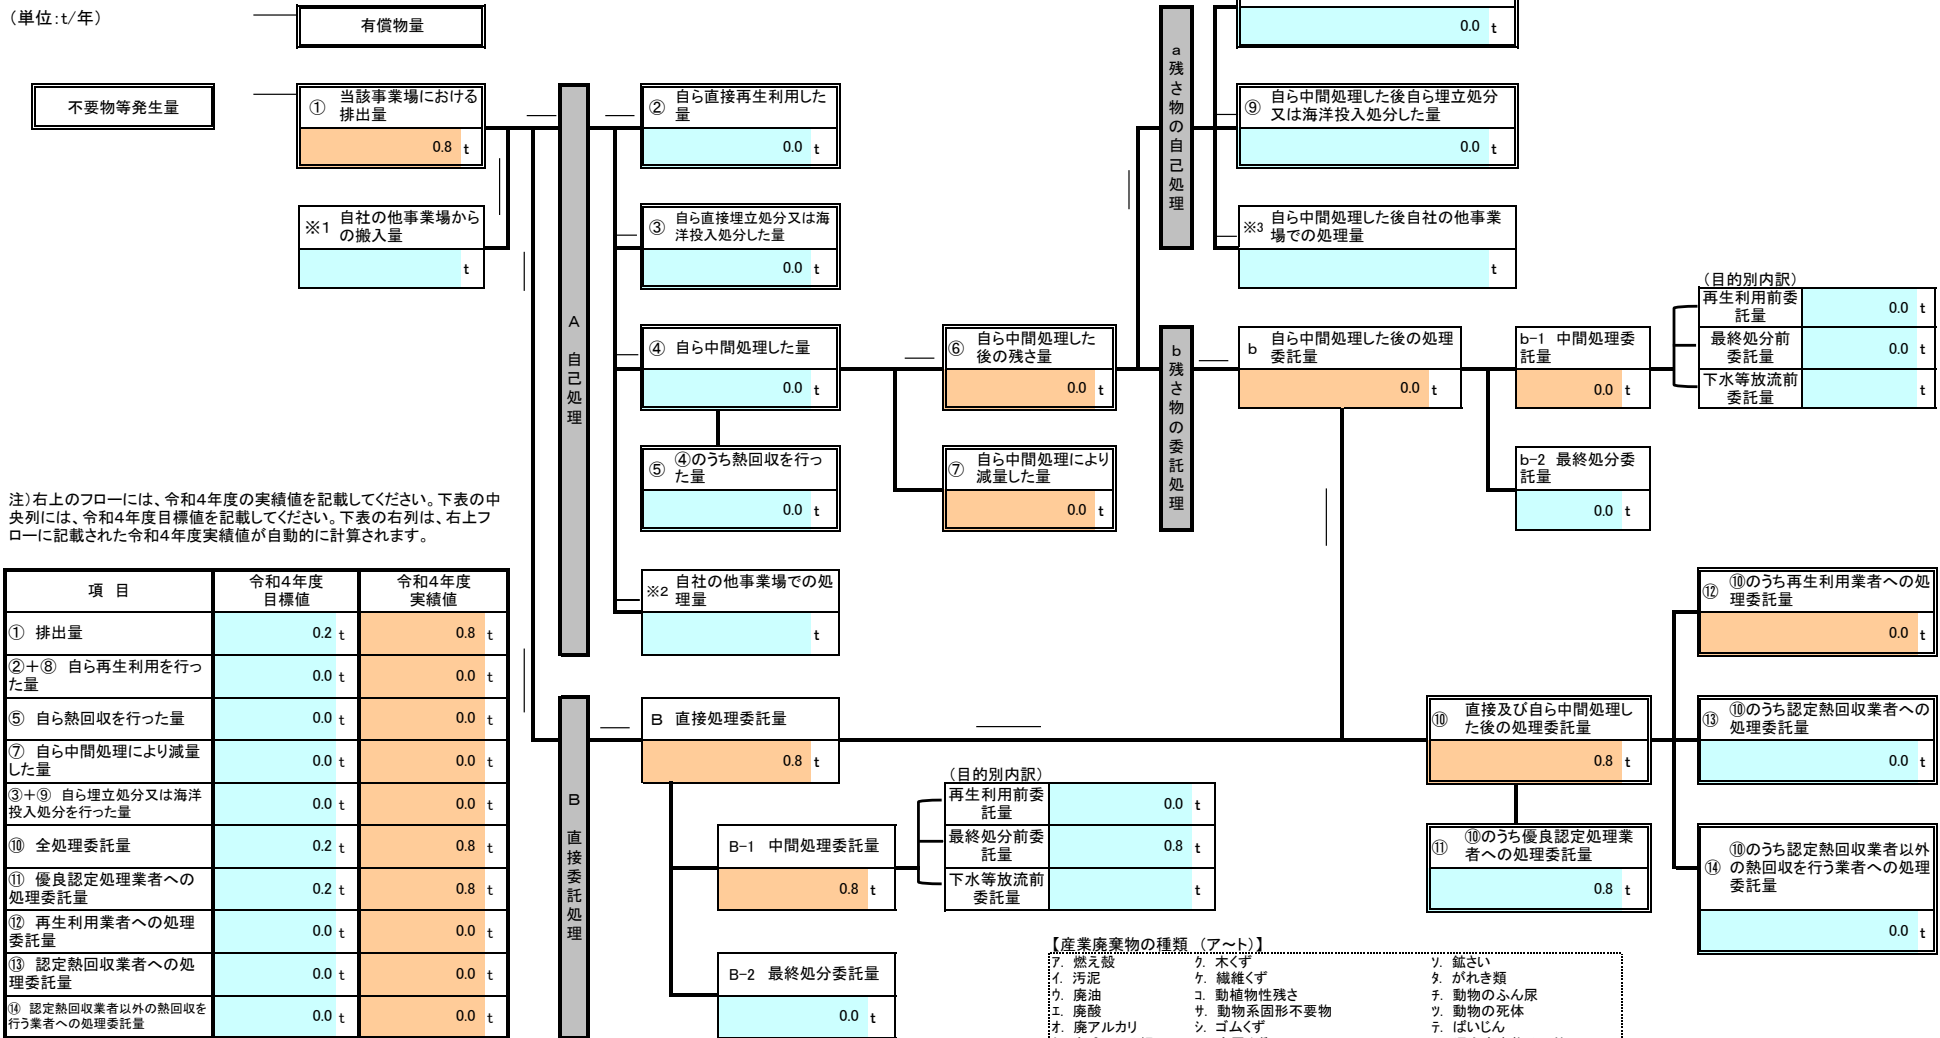 （単位:t/年）
有償物量
0.0 t
不要物等発生量
① 当該事業場における
排出量
0.8 t
※1 自社の他事業場から
の搬入量
t
A 自己処理
② 自ら直接再生利用した
量
0.0 t
③ 自ら直接埋立処分又は海
洋投入処分した量
0.0 t
④ 自ら中間処理した量
0.0 t
⑤ ④のうち熱回収を行っ
た量
0.0 t
※2 自社の他事業場での処
理量
t
⑥ 自ら中間処理した
後の残さ量
0.0 t
⑦ 自ら中間処理により
減量した量
0.0 t
a 残さ物の自己処理
⑨ 自ら中間処理した後自ら埋立処分
又は海洋投入処分した量
0.0 t
※3 自ら中間処理した後自社の他事業
場での処理量
t
b 残さ物の委託処理
b 自ら中間処理した後の処理
委託量
0.0 t
b-1 中間処理委
託量
0.0 t
b-2 最終処分委
託量
0.0 t
（目的別内訳）
再生利用前委
託量
0.0 t
最終処分前
委託量
0.0 t
下水等放流前
委託量
t
注）右上のフローには、令和4年度の実績値を記載してください。下表の中
央列には、令和4年度目標値を記載してください。下表の右列は、右上フ
ローに記載された令和4年度実績値が自動的に計算されます。
項 目 令和4年度
目標値 令和4年度
実績値
① 排出量 0.2 t 0.8 t
②+⑧ 自ら再生利用を行っ
た量 0.0 t 0.0 t
⑤ 自ら熱回収を行った量 0.0 t 0.0 t
⑦ 自ら中間処理により減量
した量 0.0 t 0.0 t
③+⑨ 自ら埋立処分又は海洋
投入処分を行った量 0.0 t 0.0 t
⑩ 全処理委託量 0.2 t 0.8 t
⑪ 優良認定処理業者への
処理委託量 0.2 t 0.8 t
⑫ 再生利用業者への処理
委託量 0.0 t 0.0 t
⑬ 認定熱回収業者への処
理委託量 0.0 t 0.0 t
⑭ 認定熱回収業者以外の熱回収を
行う業者への処理委託量 0.0 t 0.0 t
B 直接委託処理
B 直接処理委託量
0.8 t
B-1 中間処理委託量
0.8 t
B-2 最終処分委託量
0.0 t
（目的別内訳）
再生利用前委
託量
0.0 t
最終処分前委
託量
0.8 t
下水等放流前
委託量
t
⑩ 直接及び自ら中間処理し
た後の処理委託量
0.8 t
⑪ ⑩のうち優良認定処理業
者への処理委託量
0.8 t
⑫ ⑩のうち再生利用業者への処
理委託量
0.0 t
⑬ ⑩のうち認定熱回収業者への
処理委託量
0.0 t
⑭ ⑩のうち認定熱回収業者以外
の熱回収を行う業者への処理
委託量
0.0 t
【産業廃棄物の種類 （ア～ト）】
ア. 燃え殻 ク. 木くず ソ. 鉱さい
イ. 汚泥 ケ. 繊維くず タ. がれき類
ウ. 廃油 コ. 動植物性残さ チ. 動物のふん尿
エ. 廃酸 サ. 動物系固形不要物 ツ. 動物の死体
オ. 廃アルカリ シ. ゴムくず テ. ばいじん